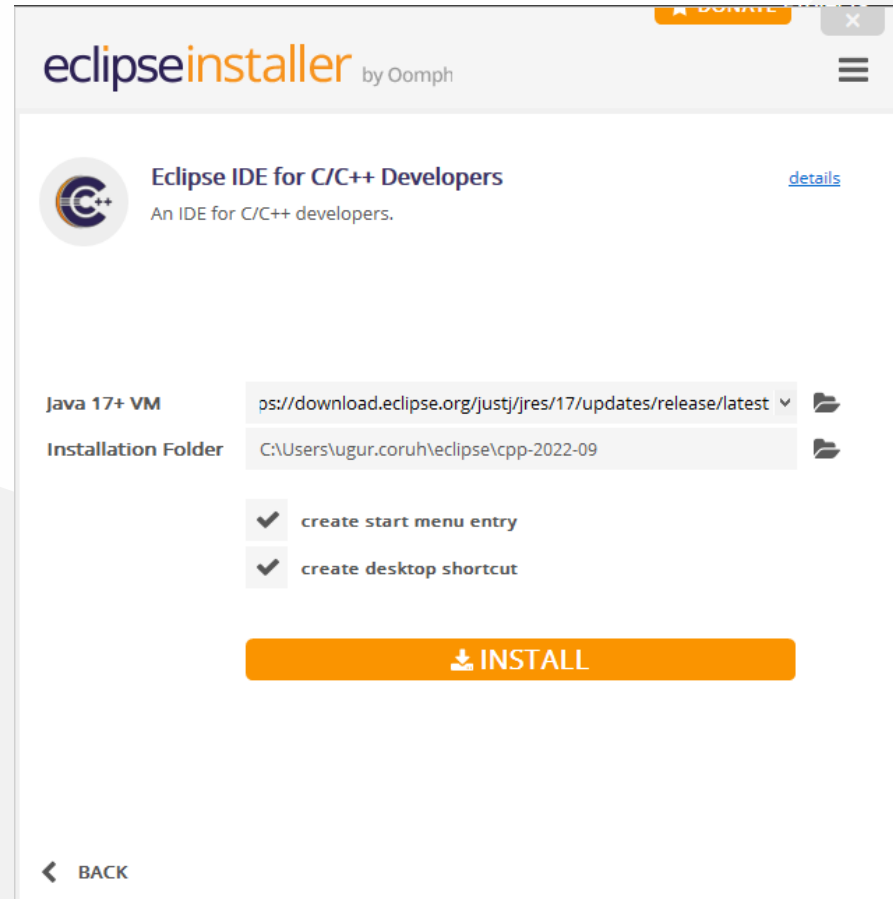 DONATE
eclipseinstaller by Oomph
Eclipse IDE for C/C++ Developers
details
An IDE for C/C++ developers.
Java 17+ VM
ps://download.eclipse.org/justj/jres/17/updates/release/latest
Installation Folder
C:\Users\ugur.coruh\eclipse\cpp-2022-09
create start menu entry
create desktop shortcut
INSTALL
BACK